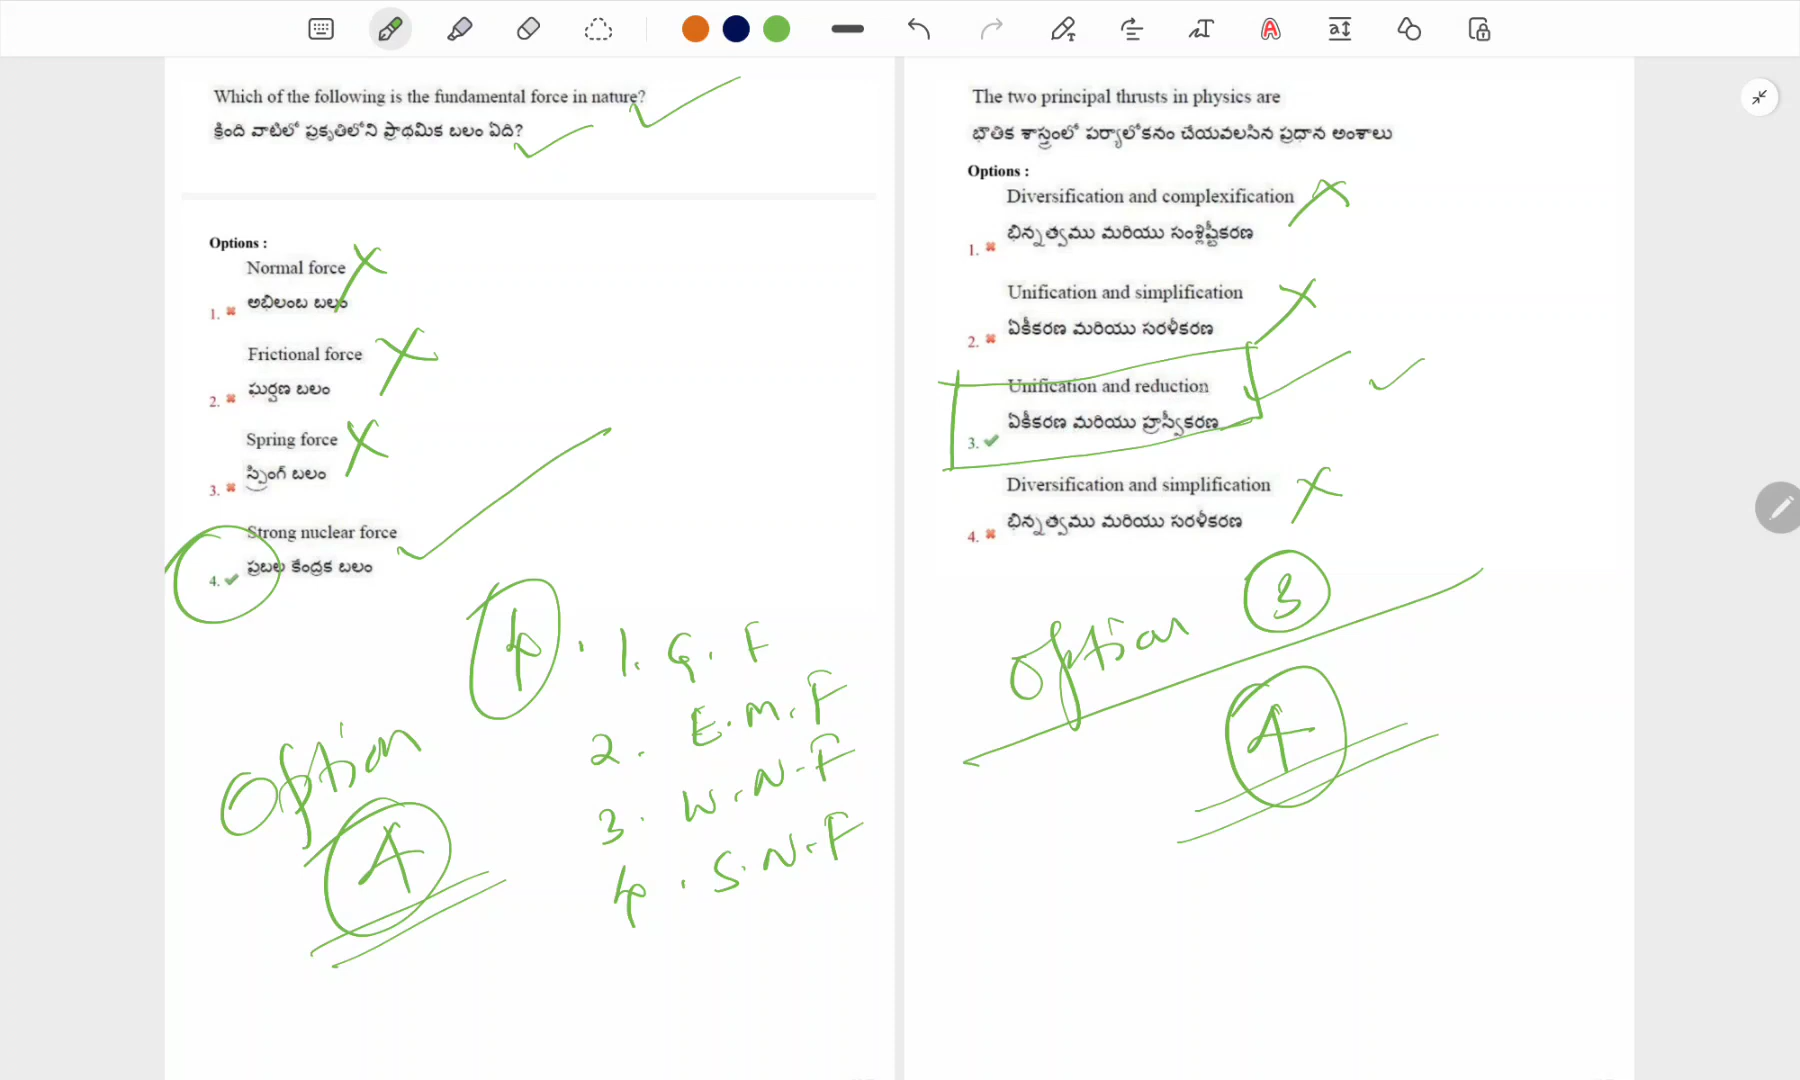 Which of the following is the fundamental force in nature?
క్రింది వాటిలో ప్రకృతిలోని ప్రాథమిక బలం ఏది?
Options :
Normal force
అభిలంబ బలం
1.
Frictional force
ఘర్షణ బలం
2.
Spring force
స్ప్రింగ్ బలం
3.
Strong nuclear force
ప్రబల కేంద్రక బలం
4.
4. 1. G. F
2. E.M.F
3. W.N.F
4. S.N.F
Option
4
The two principal thrusts in physics are
భౌతిక శాస్త్రంలో పర్యాలోకనం చేయవలసిన ప్రధాన అంశాలు
Options :
Diversification and complexification
భిన్నత్వము మరియు సంశ్లిష్టీకరణ
1.
Unification and simplification
ఏకీకరణ మరియు సరళీకరణ
2.
Unification and reduction
ఏకీకరణ మరియు హ్రస్వీకరణ
3.
Diversification and simplification
భిన్నత్వము మరియు సరళీకరణ
4.
Option 3
4